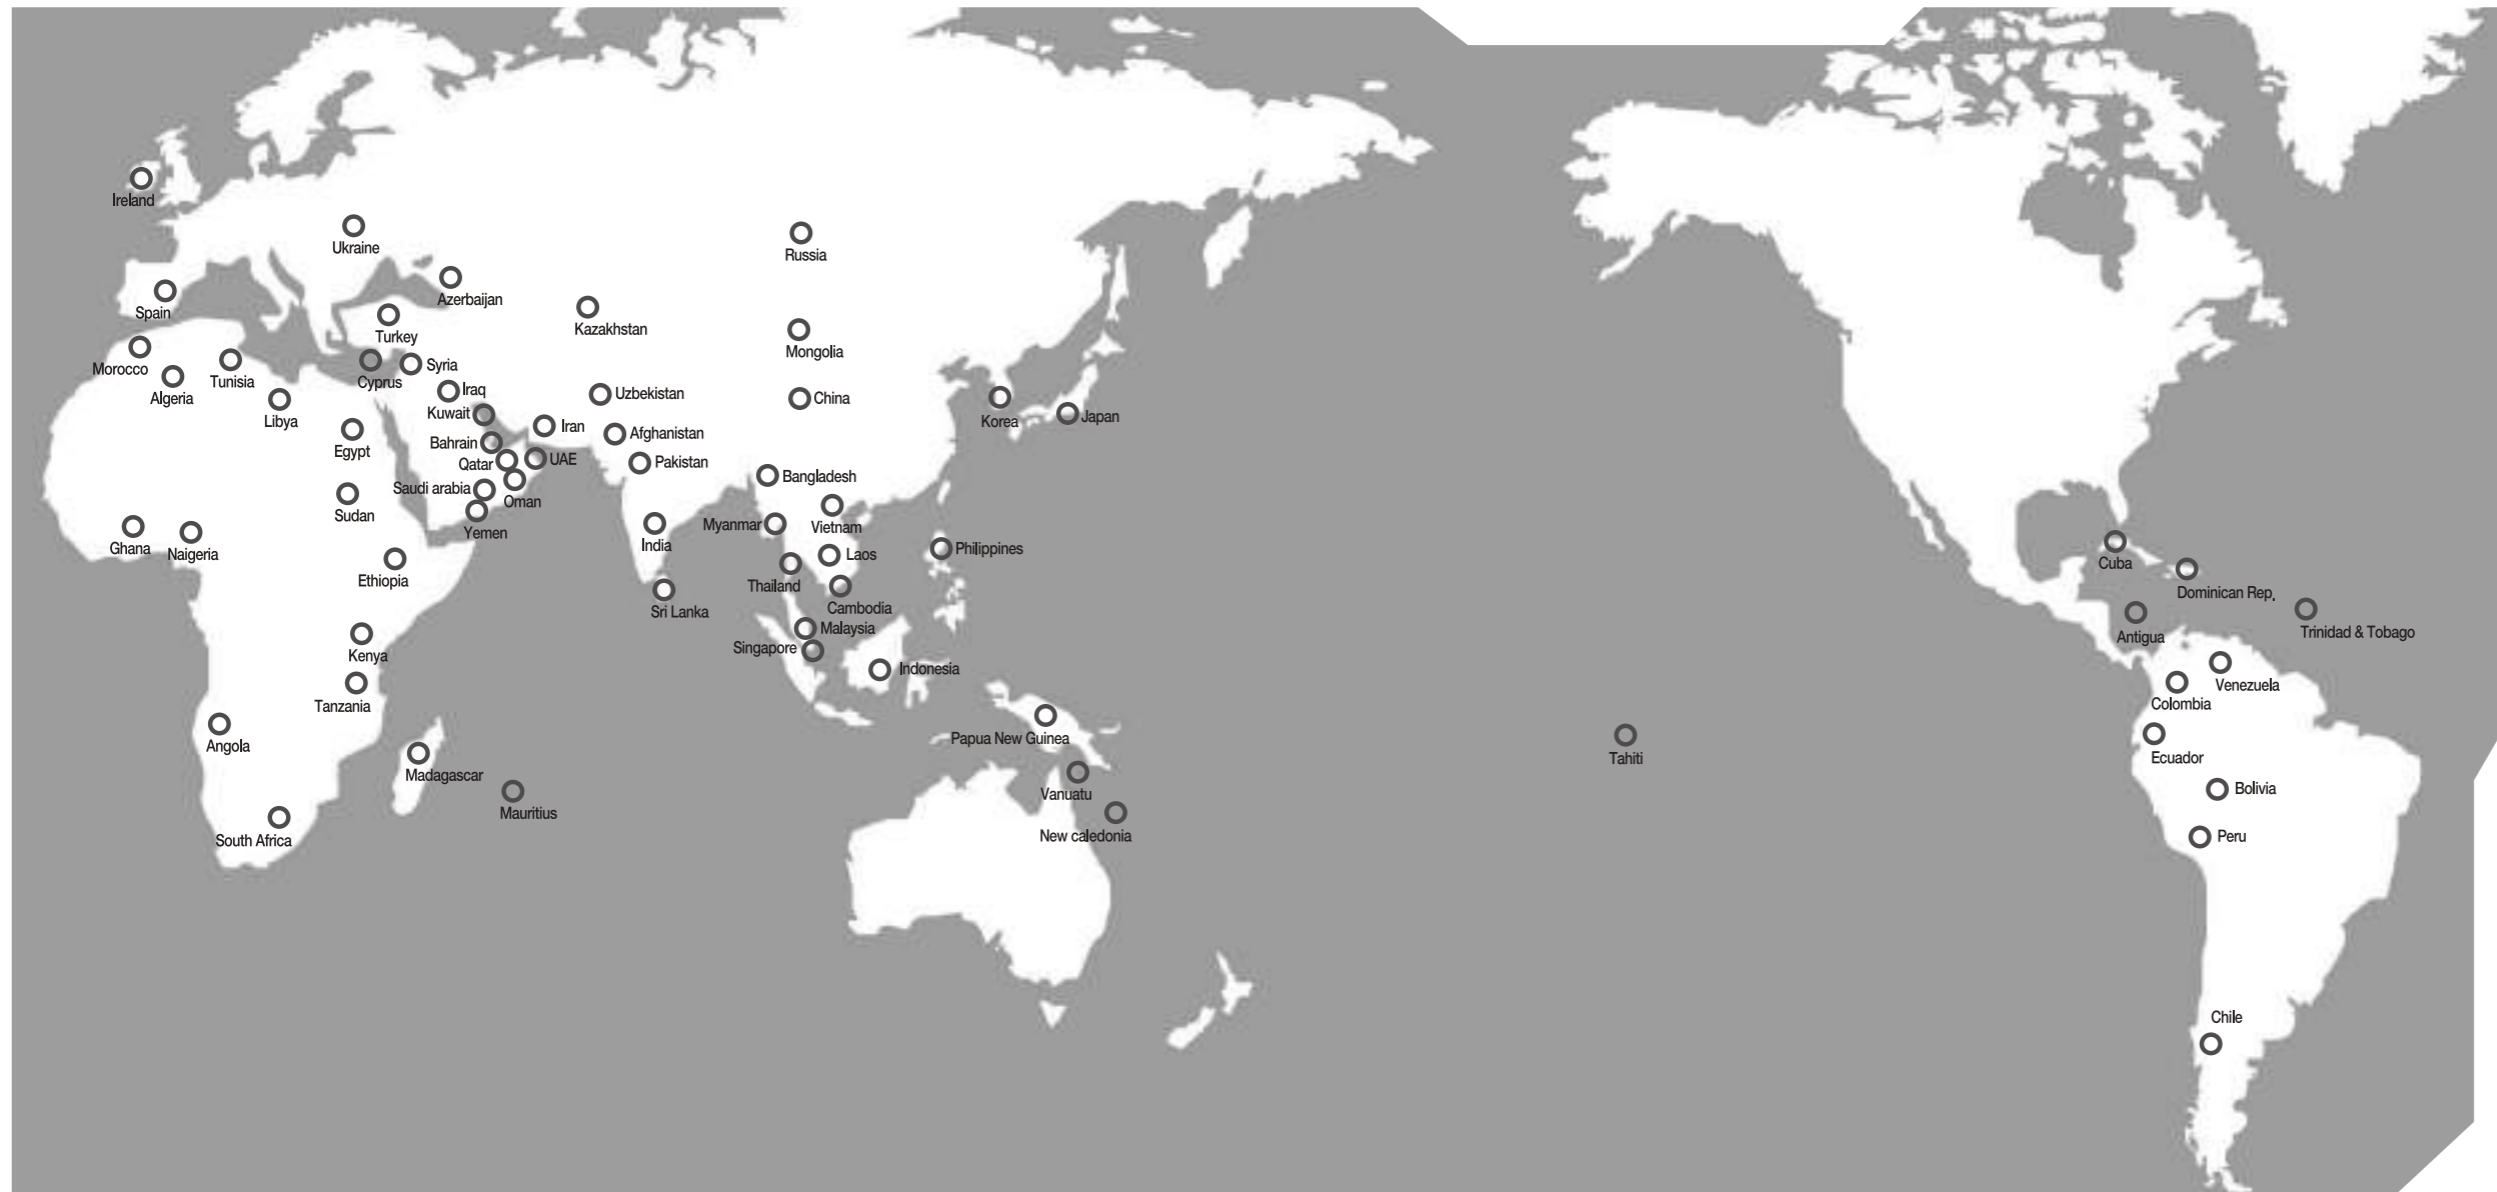 Ireland
Ukraine
Russia
Azerbaijan
Spain
Kazakhstan
Turkey
Mongolia
Morocco
Tunisia
Cyprus
Syria
Algeria
Iraq
Uzbekistan
China
Libya
Kuwait
Korea
Japan
Iran
Afghanistan
Egypt
Bahrain
Qatar
UAE
Pakistan
Bangladesh
Saudi arabia
Oman
Sudan
Yemen
Myanmar
Vietnam
Ghana
Naigeria
India
Laos
Philippines
Cuba
Ethiopia
Thailand
Dominican Rep.
Sri Lanka
Cambodia
Malaysia
Trinidad & Tobago
Antigua
Kenya
Singapore
Indonesia
Venezuela
Tanzania
Colombia
Angola
Papua New Guinea
Tahiti
Ecuador
Madagascar
Vanuatu
Bolivia
Mauritius
New caledonia
Peru
South Africa
Chile